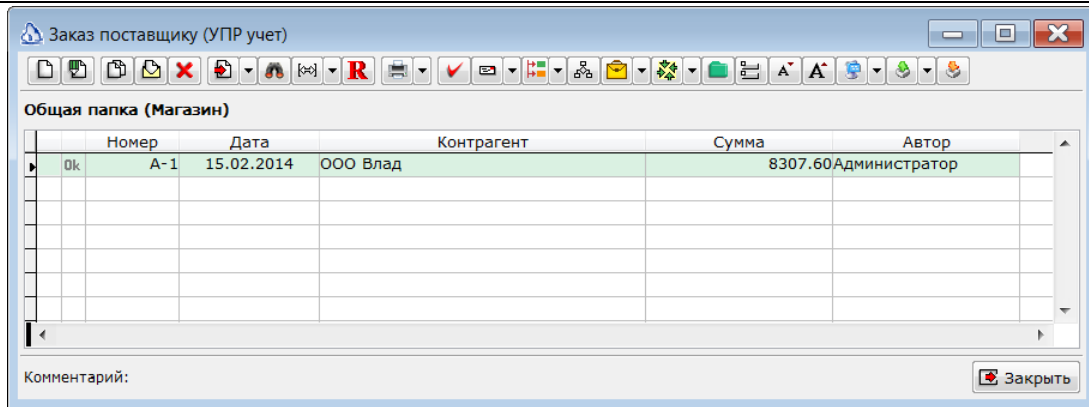 Заказ поставщику (УПР учет)
R A A
Общая папка (Магазин)
Номер Дата Контрагент Сумма Автор
Ok А-1 15.02.2014 ООО Влад 8307.60 Администратор
Комментарий: Закрыть